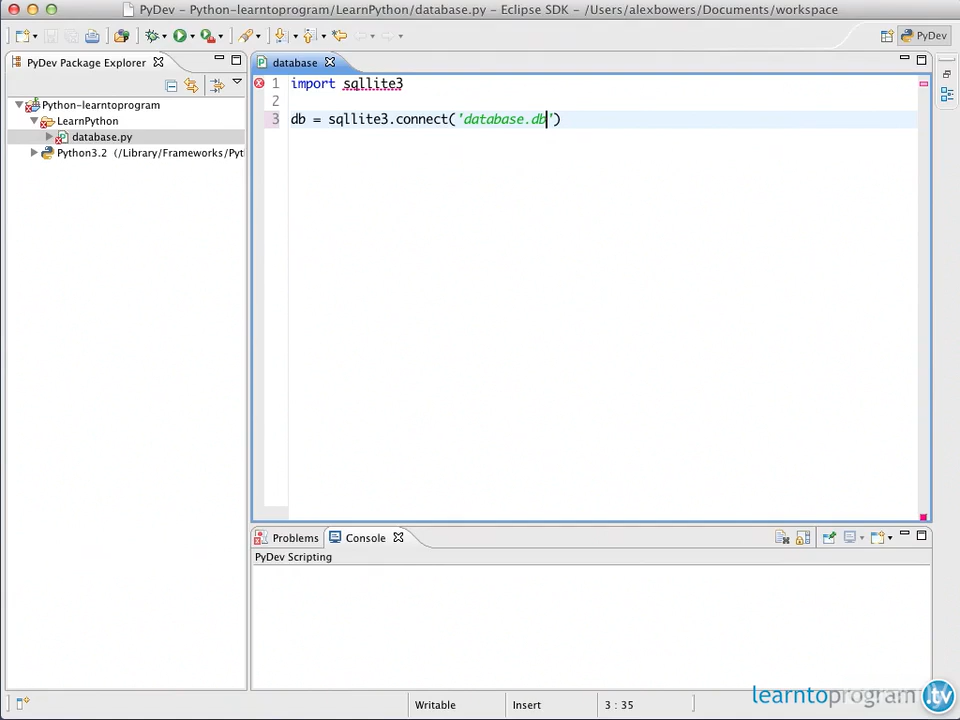 PyDev - Python-learntoprogram/LearnPython/database.py - Eclipse SDK - /Users/alexbowers/Documents/workspace
PyDev
PyDev Package Explorer
database
Python-learntoprogram
LearnPython
database.py
Python3.2 (/Library/Frameworks/Pyt
1 import sqllite3
2
3 db = sqllite3.connect('database.db')
Problems
Console
PyDev Scripting
Writable
Insert
3 : 35
learntoprogram.tv